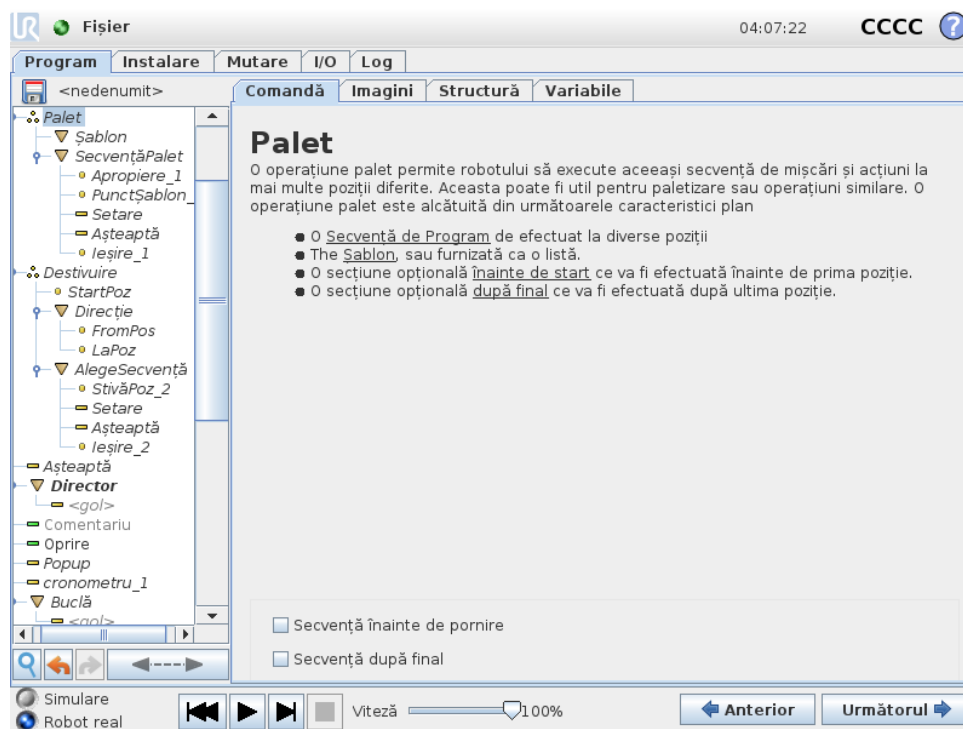 UR Fișier 04:07:22 CCCC ?
Program Instalare Mutare I/O Log
<nedenumit> Comandă Imagini Structură Variabile
Palet
Șablon
SecvențăPalet
Apropiere_1
PunctȘablon_
Setare
Așteaptă
Ieșire_1
Destivuire
StartPoz
Direcție
FromPos
LaPoz
AlegeSecvență
StivăPoz_2
Setare
Așteaptă
Ieșire_2
Așteaptă
Director
<gol>
Comentariu
Oprire
Popup
cronometru_1
Buclă
<gol>
Palet
O operațiune palet permite robotului să execute aceeași secvență de mișcări și acțiuni la
mai multe poziții diferite. Aceasta poate fi util pentru paletizare sau operațiuni similare. O
operațiune palet este alcătuită din următoarele caracteristici plan
O Secvență de Program de efectuat la diverse poziții
The Șablon, sau furnizată ca o listă.
O secțiune opțională înainte de start ce va fi efectuată înainte de prima poziție.
O secțiune opțională după final ce va fi efectuată după ultima poziție.
Secvență înainte de pornire
Secvență după final
Simulare
Robot real
Viteză 100%
Anterior Următorul